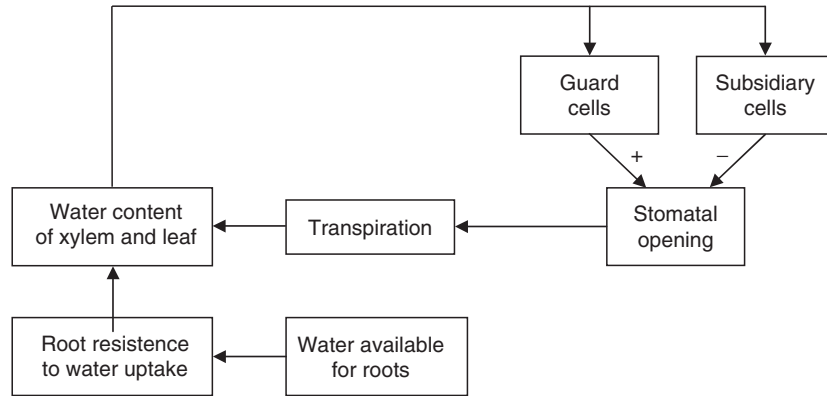 Guard
cells
Subsidiary
cells
+
–
Water content
of xylem and leaf
Transpiration
Stomatal
opening
Root resistence
to water uptake
Water available
for roots